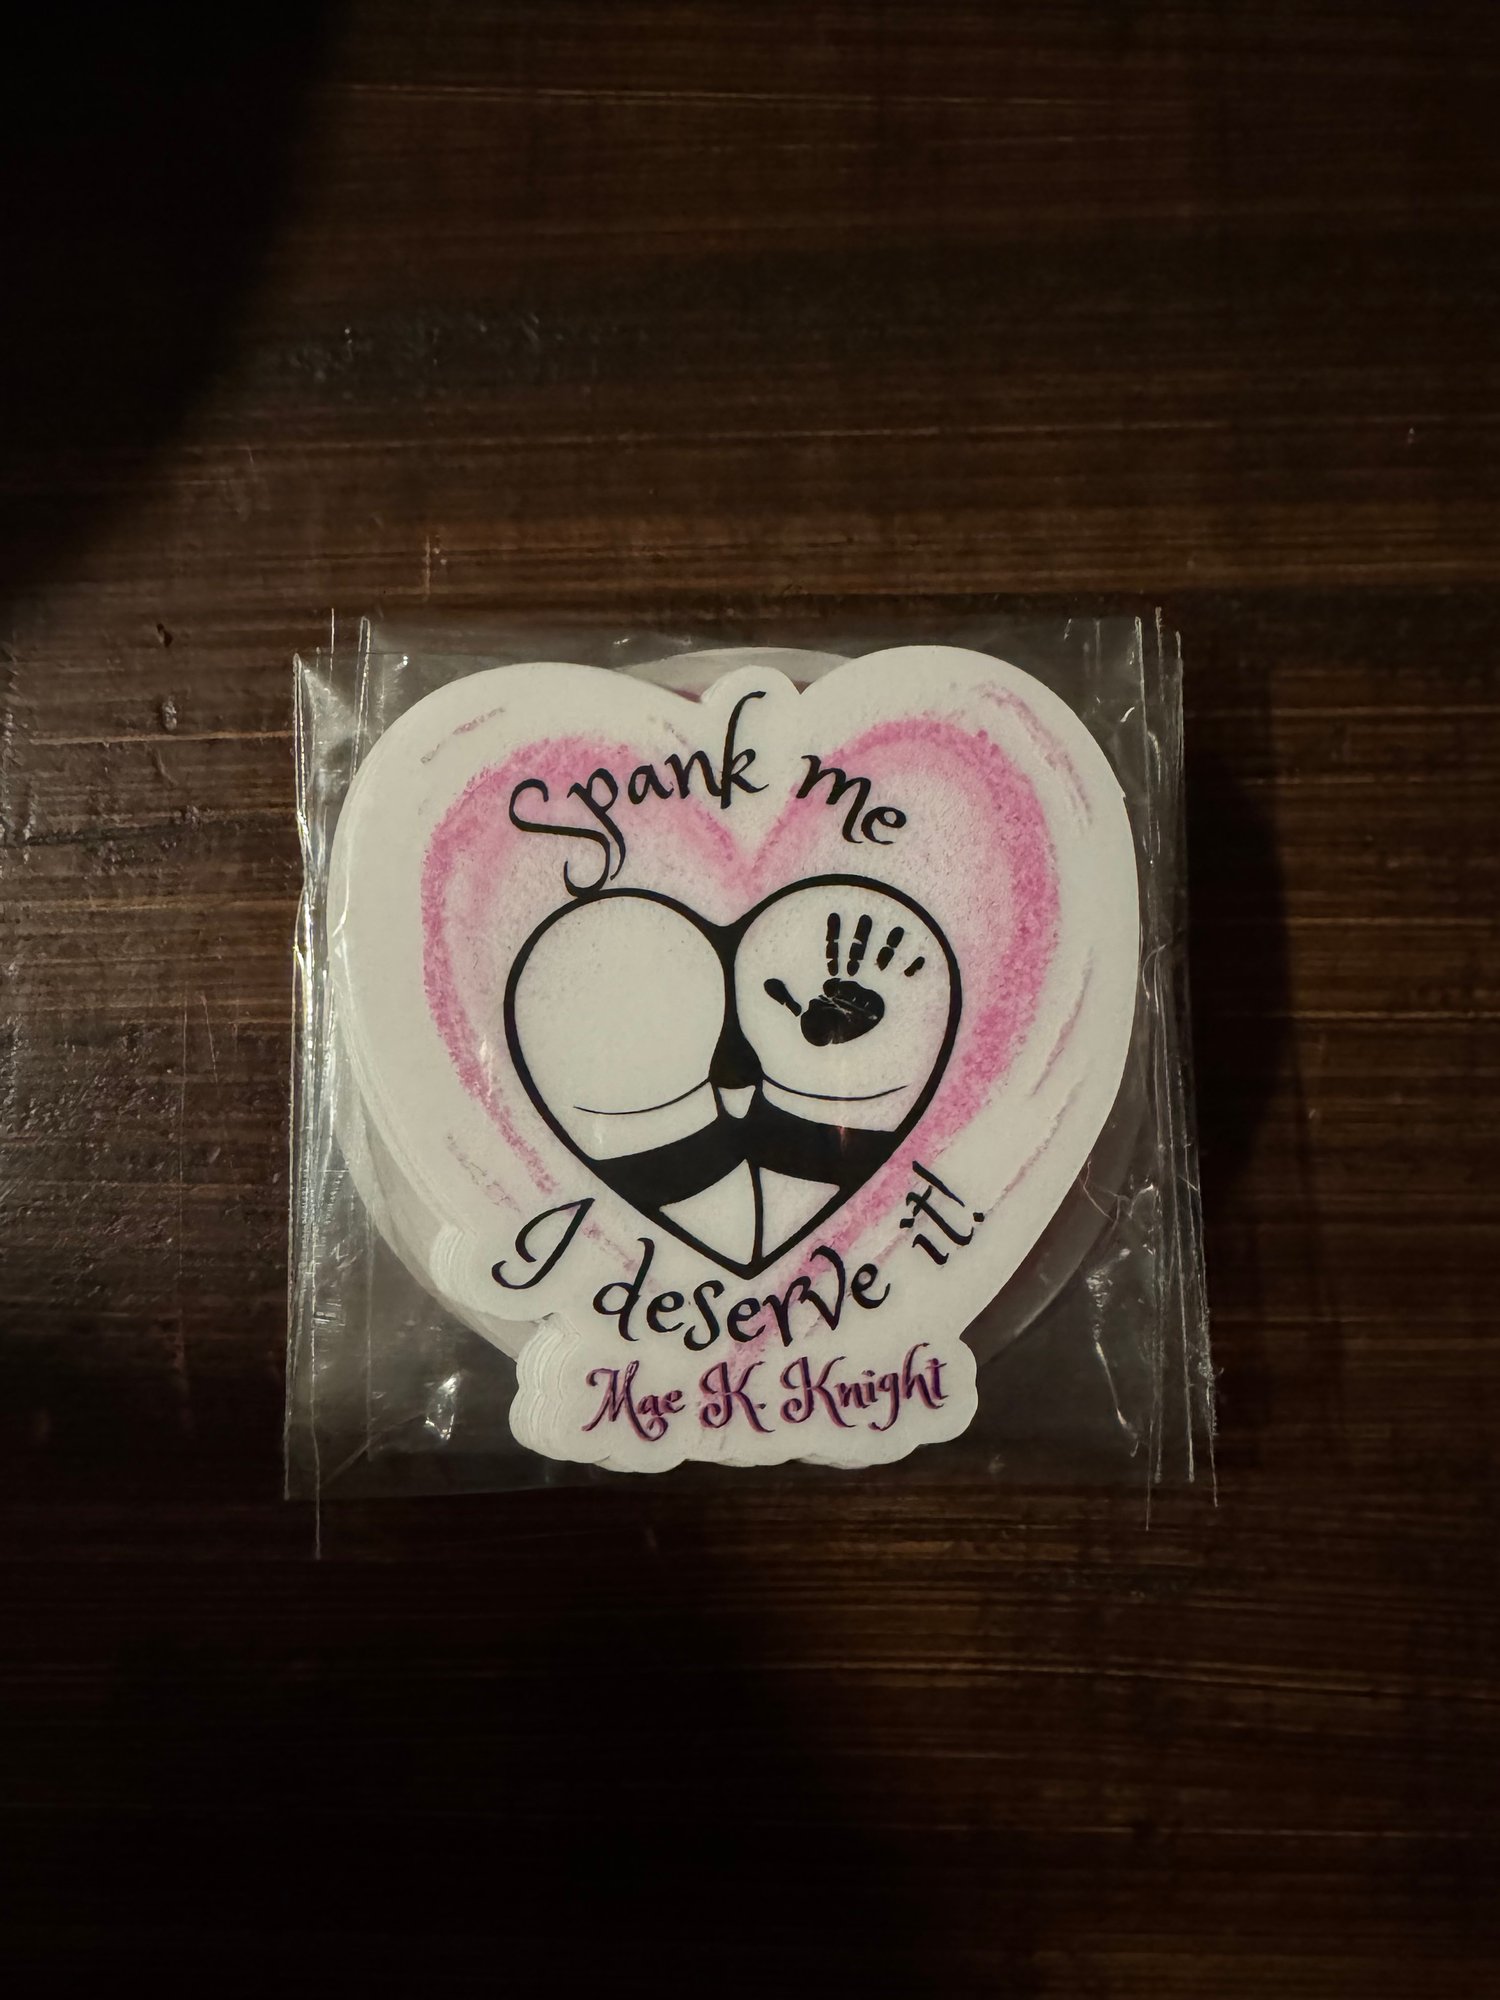 Spank me
I deserve it!
Mae K. Knight